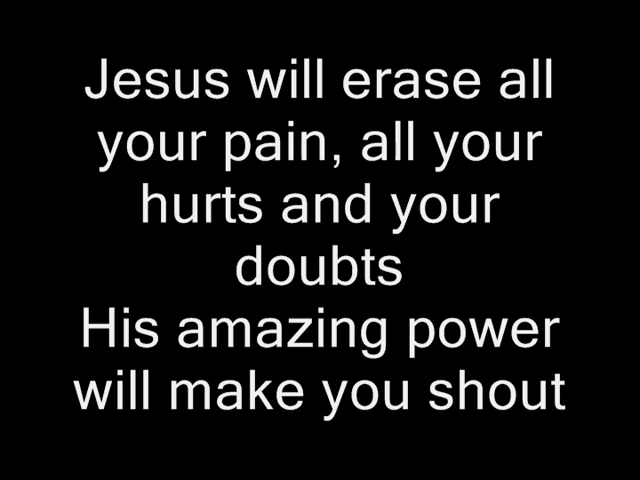 Jesus will erase all
your pain, all your
hurts and your
doubts
His amazing power
will make you shout